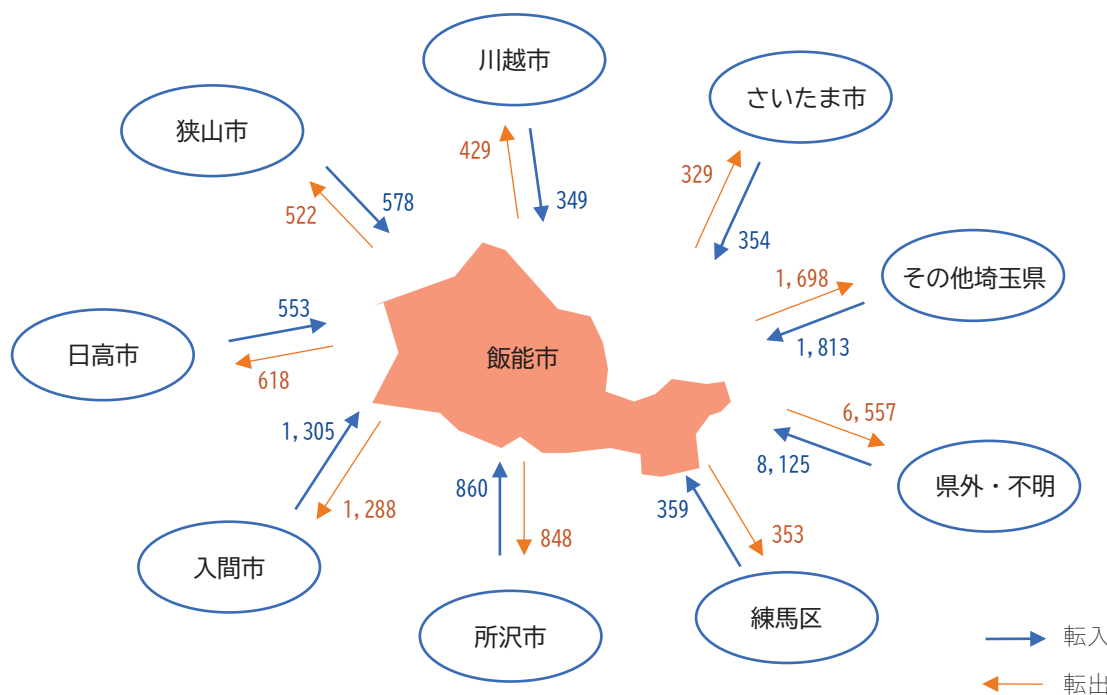 川越市
さいたま市
狭山市
429
349
329
354
578
522
その他埼玉県
1,698
1,813
553
618
日高市
飯能市
1,305
1,288
860
848
359
353
6,557
8,125
県外・不明
入間市
所沢市
練馬区
転入
転出